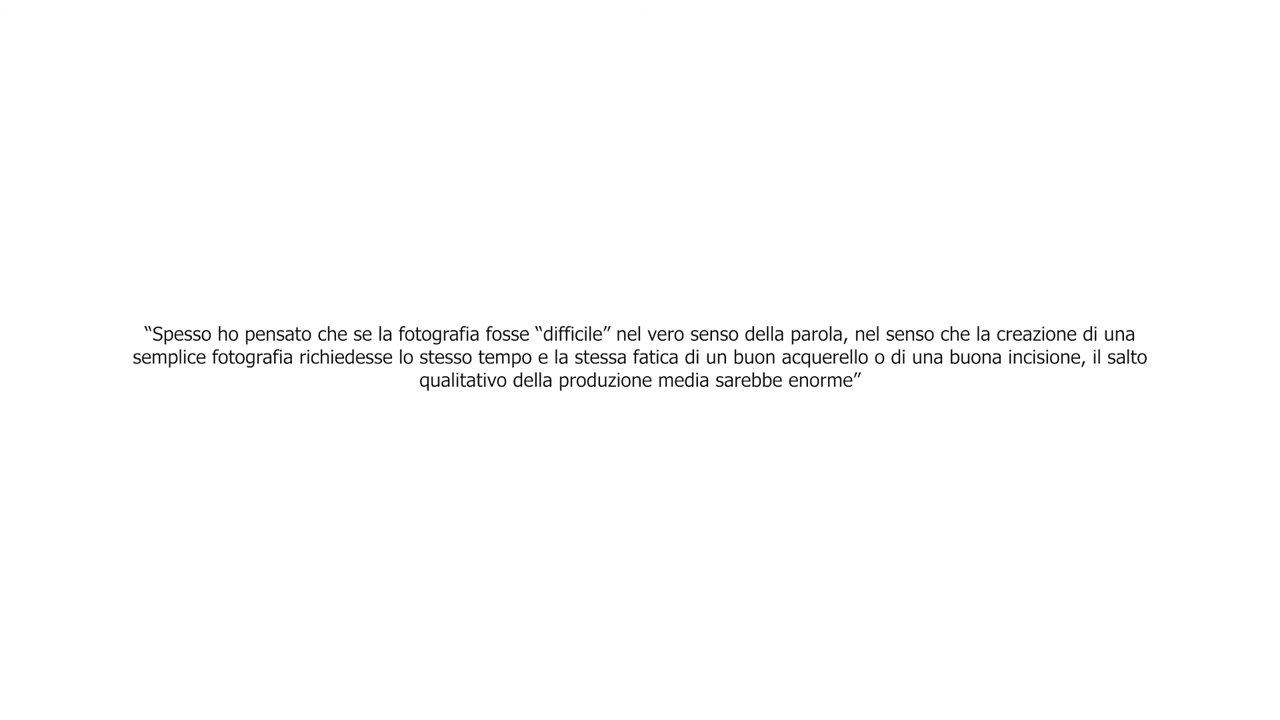 “Spesso ho pensato che se la fotografia fosse “difficile” nel vero senso della parola, nel senso che la creazione di una
semplice fotografia richiedesse lo stesso tempo e la stessa fatica di un buon acquerello o di una buona incisione, il salto
qualitativo della produzione media sarebbe enorme”